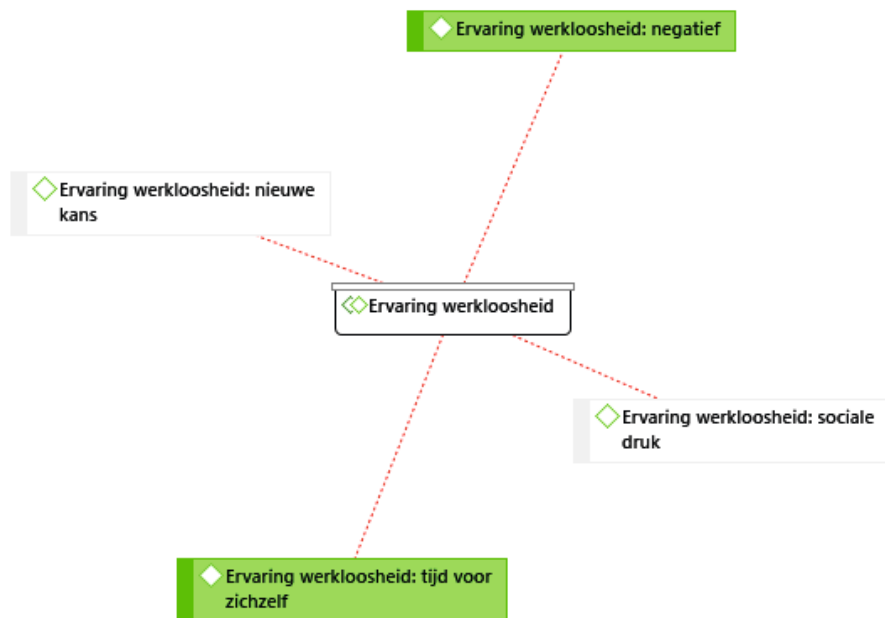 Ervaring werkloosheid: negatief
Ervaring werkloosheid: nieuwe
kans
Ervaring werkloosheid
Ervaring werkloosheid: sociale
druk
Ervaring werkloosheid: tijd voor
zichzelf